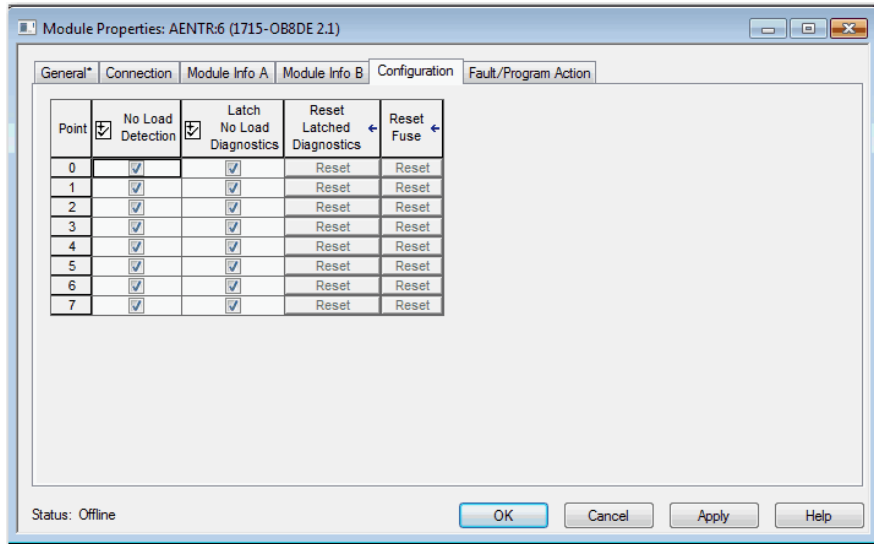 Module Properties: AENTR:6 (1715-OB8DE 2.1)
General* Connection Module Info A Module Info B Configuration Fault/Program Action
Point No Load Detection Latch No Load Diagnostics Reset Latched Diagnostics Reset Fuse
0 Reset Reset
1 Reset Reset
2 Reset Reset
3 Reset Reset
4 Reset Reset
5 Reset Reset
6 Reset Reset
7 Reset Reset
Status: Offline OK Cancel Apply Help